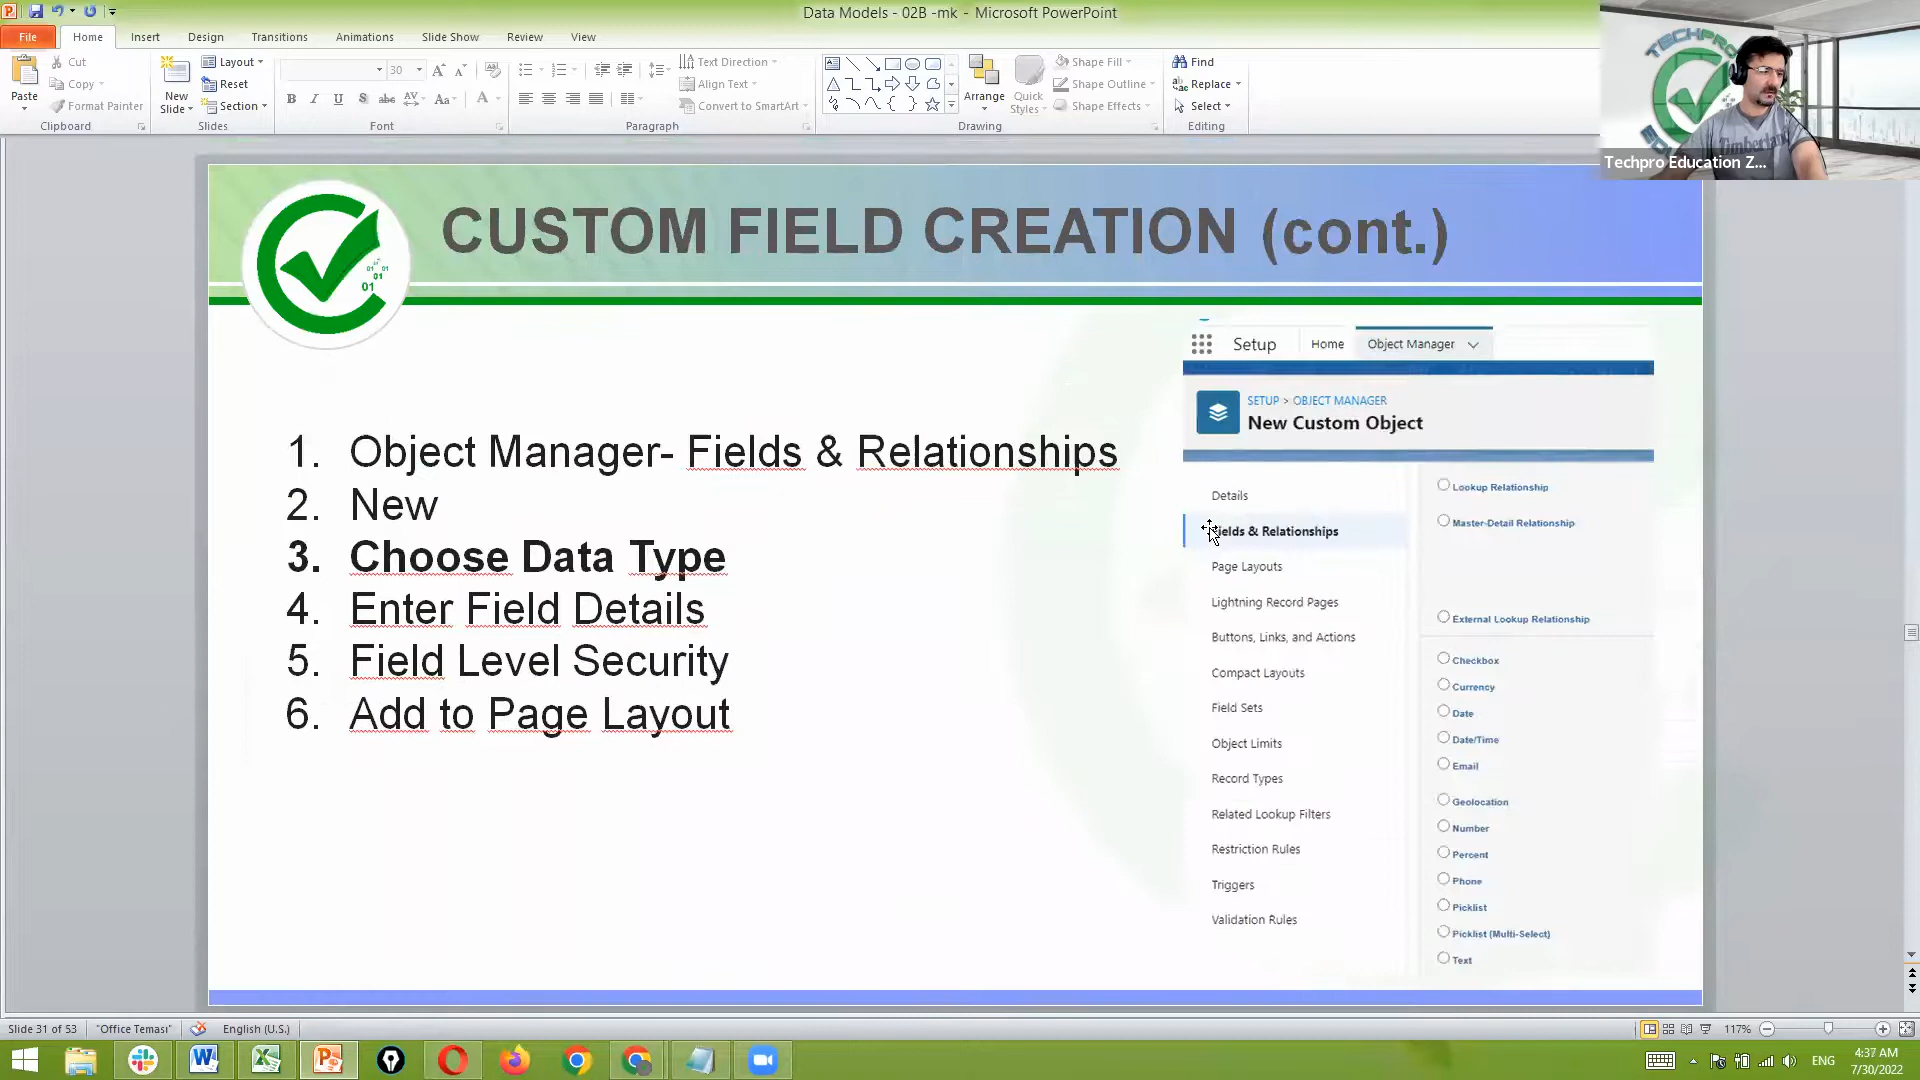 Data Models - 02B -mk - Microsoft PowerPoint
File Home Insert Design Transitions Animations Slide Show Review View
Paste
Cut
Copy
Format Painter
Clipboard
New Slide
Layout
Reset
Section
Slides
30
Font
Text Direction
Align Text
Convert to SmartArt
Paragraph
Arrange
Quick Styles
Shape Fill
Shape Outline
Shape Effects
Drawing
Find
Replace
Select
Editing
TECHPRO
Timberland
Techpro Education Z...
CUSTOM FIELD CREATION (cont.)
01
1. Object Manager- Fields & Relationships
2. New
3. Choose Data Type
4. Enter Field Details
5. Field Level Security
6. Add to Page Layout
Setup Home Object Manager
SETUP > OBJECT MANAGER
New Custom Object
Details
Fields & Relationships
Page Layouts
Lightning Record Pages
Buttons, Links, and Actions
Compact Layouts
Field Sets
Object Limits
Record Types
Related Lookup Filters
Restriction Rules
Triggers
Validation Rules
Lookup Relationship
Master-Detail Relationship
External Lookup Relationship
Checkbox
Currency
Date
Date/Time
Email
Geolocation
Number
Percent
Phone
Picklist
Picklist (Multi-Select)
Text
Slide 31 of 53 "Office Teması" English (U.S.) 117%
ENG
4:37 AM
7/30/2022